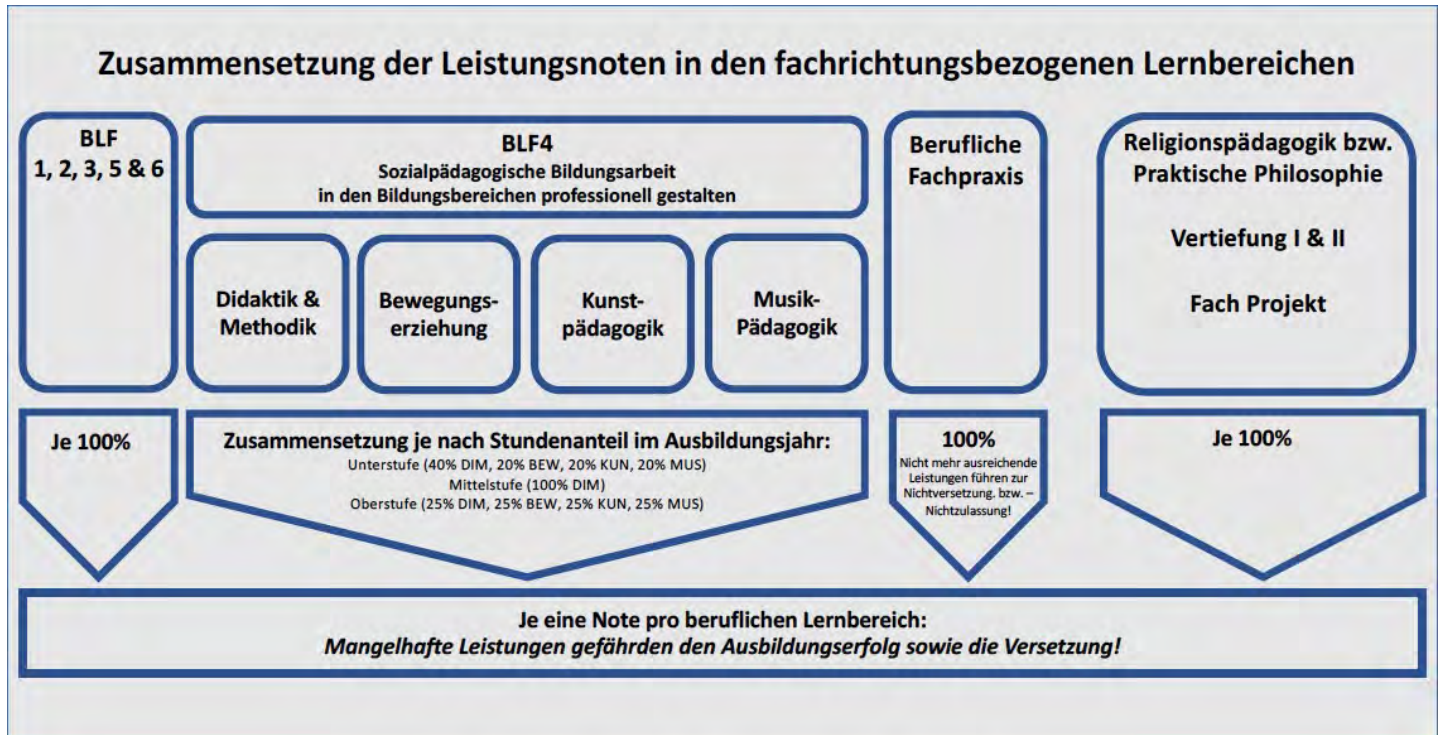 Zusammensetzung der Leistungsnoten in den fachrichtungsbezogenen Lernbereichen
BLF
1, 2, 3, 5 & 6
BLF4
Sozialpädagogische Bildungsarbeit
in den Bildungsbereichen professionell gestalten
Didaktik &
Methodik
Bewegungs-
erziehung
Kunst-
pädagogik
Musik-
Pädagogik
Berufliche
Fachpraxis
Religionspädagogik bzw.
Praktische Philosophie
Vertiefung I & II
Fach Projekt
Je 100%
Zusammensetzung je nach Stundenanteil im Ausbildungsjahr:
Unterstufe (40% DIM, 20% BEW, 20% KUN, 20% MUS)
Mittelstufe (100% DIM)
Oberstufe (25% DIM, 25% BEW, 25% KUN, 25% MUS)
100%
Nicht mehr ausreichende
Leistungen führen zur
Nichtversetzung. bzw. –
Nichtzulassung!
Je 100%
Je eine Note pro beruflichen Lernbereich:
Mangelhafte Leistungen gefährden den Ausbildungserfolg sowie die Versetzung!